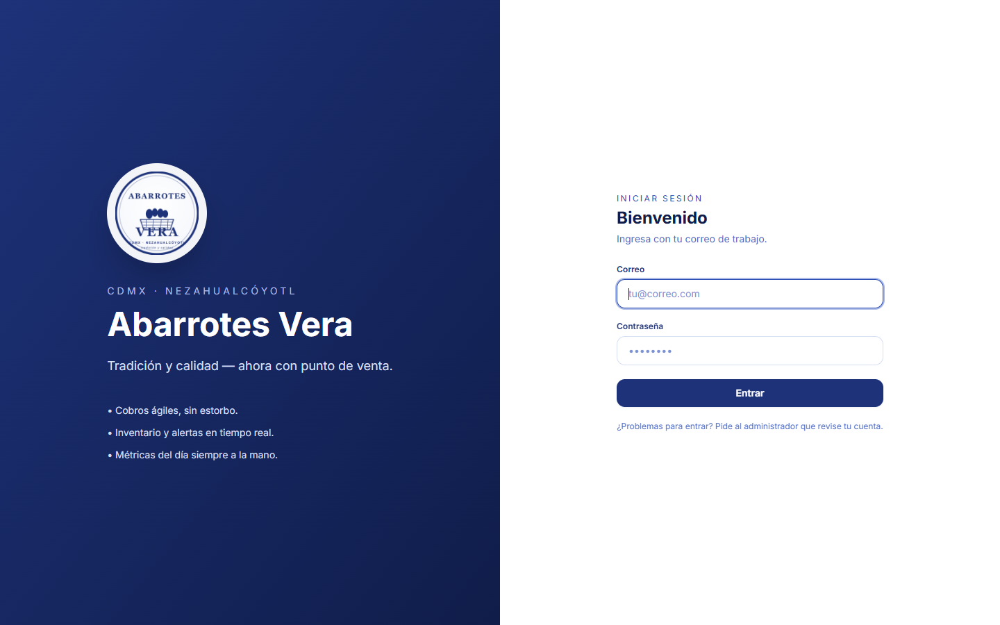 ABARROTES
VERA
CDMX · NEZAHUALCÓYOTL
tradición y calidad
CDMX · NEZAHUALCÓYOTL
Abarrotes Vera
Tradición y calidad — ahora con punto de venta.
• Cobros ágiles, sin estorbo.
• Inventario y alertas en tiempo real.
• Métricas del día siempre a la mano.
INICIAR SESIÓN
Bienvenido
Ingresa con tu correo de trabajo.
Correo
tu@correo.com
Contraseña
••••••••
Entrar
¿Problemas para entrar? Pide al administrador que revise tu cuenta.